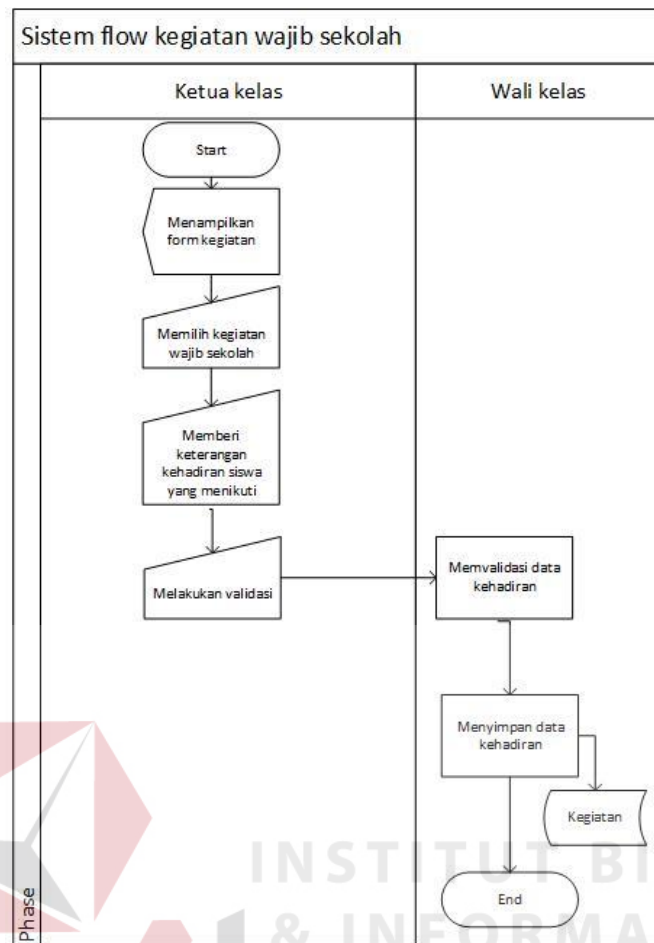 Sistem flow kegiatan wajib sekolah
Ketua kelas
Wali kelas
Start
Menampilkan
form kegiatan
Memilih kegiatan
wajib sekolah
Memberi
keterangan
kehadiran siswa
yang menikuti
Melakukan validasi
Memvalidasi data
kehadiran
Menyimpan data
kehadiran
Kegiatan
End
Phase
INSTITUT BI
& INFORMA